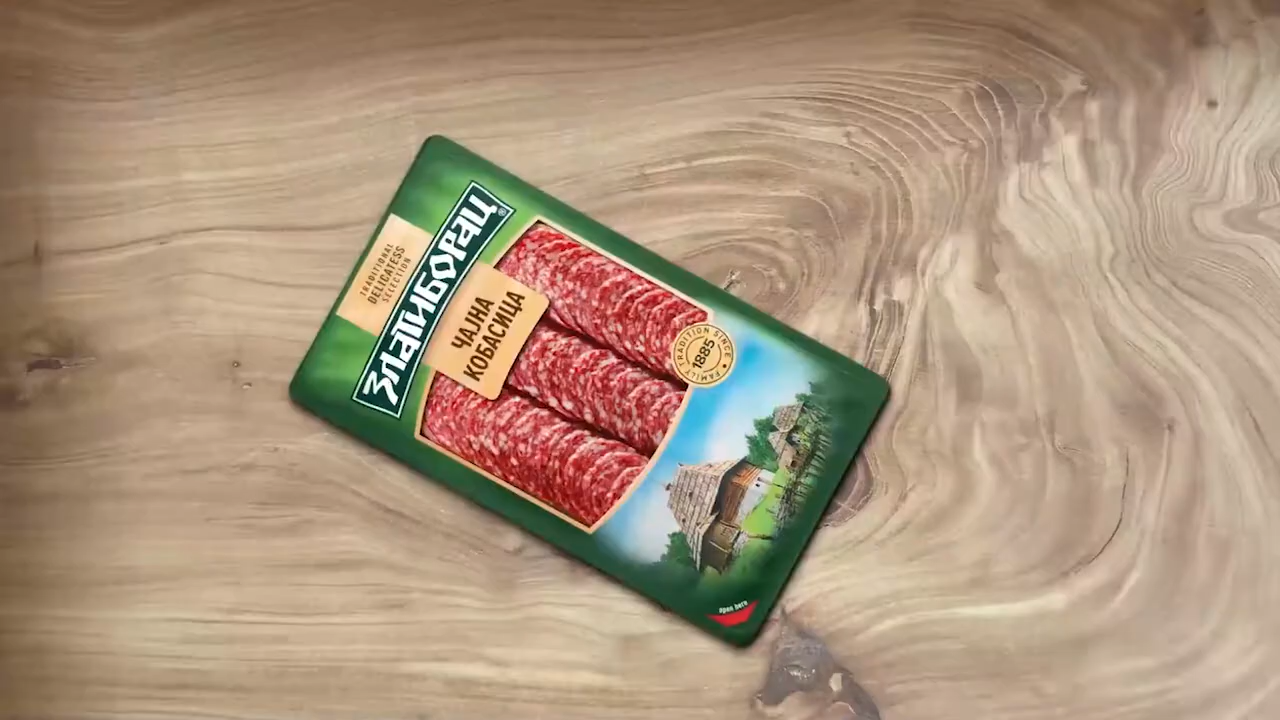 TRADITIONAL
DELICATESS
SELECTION
ЗЛАТИБОРАЦ®
ЧАЈНА
КОБАСИЦА
FAMILY TRADITION SINCE
1885
open here